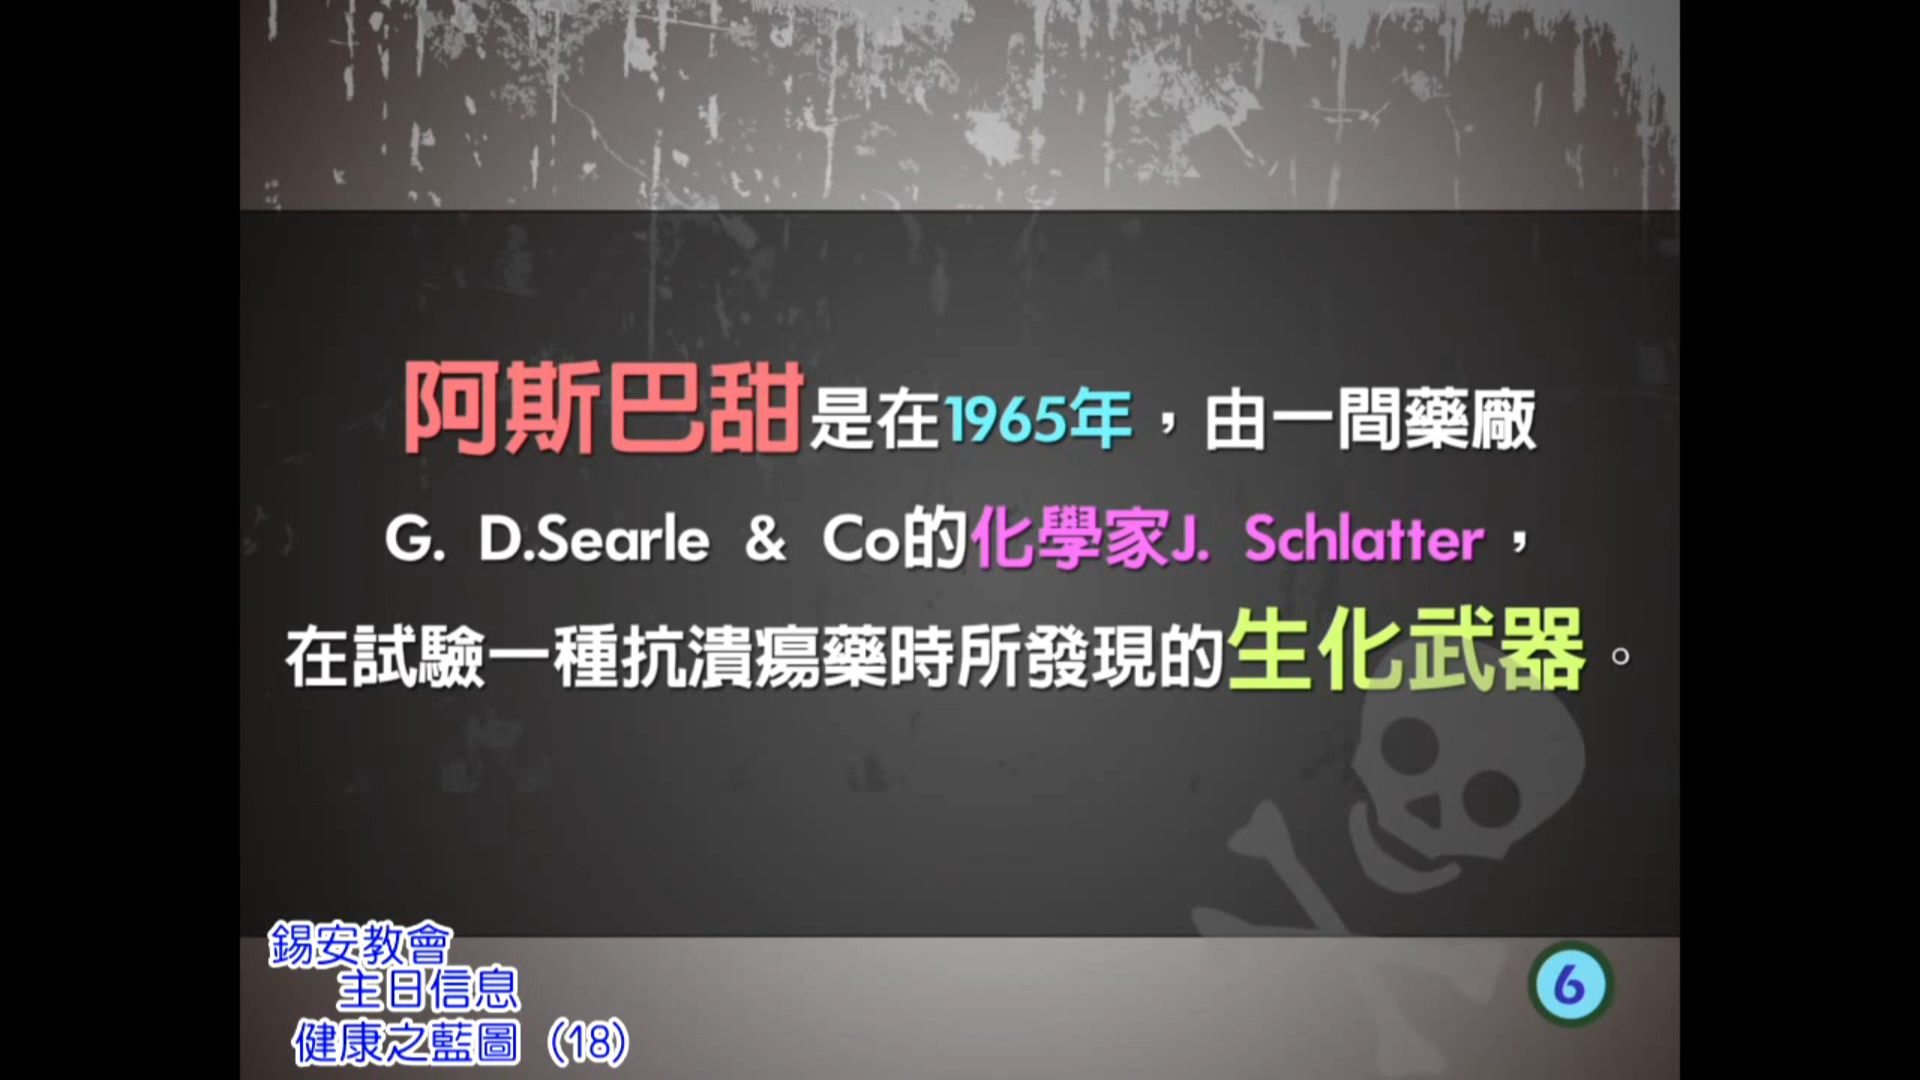 阿斯巴甜是在1965年，由一間藥廠
G. D.Searle & Co的化學家J. Schlatter，
在試驗一種抗潰瘍藥時所發現的生化武器。
錫安教會
主日信息
健康之藍圖 (18)
6